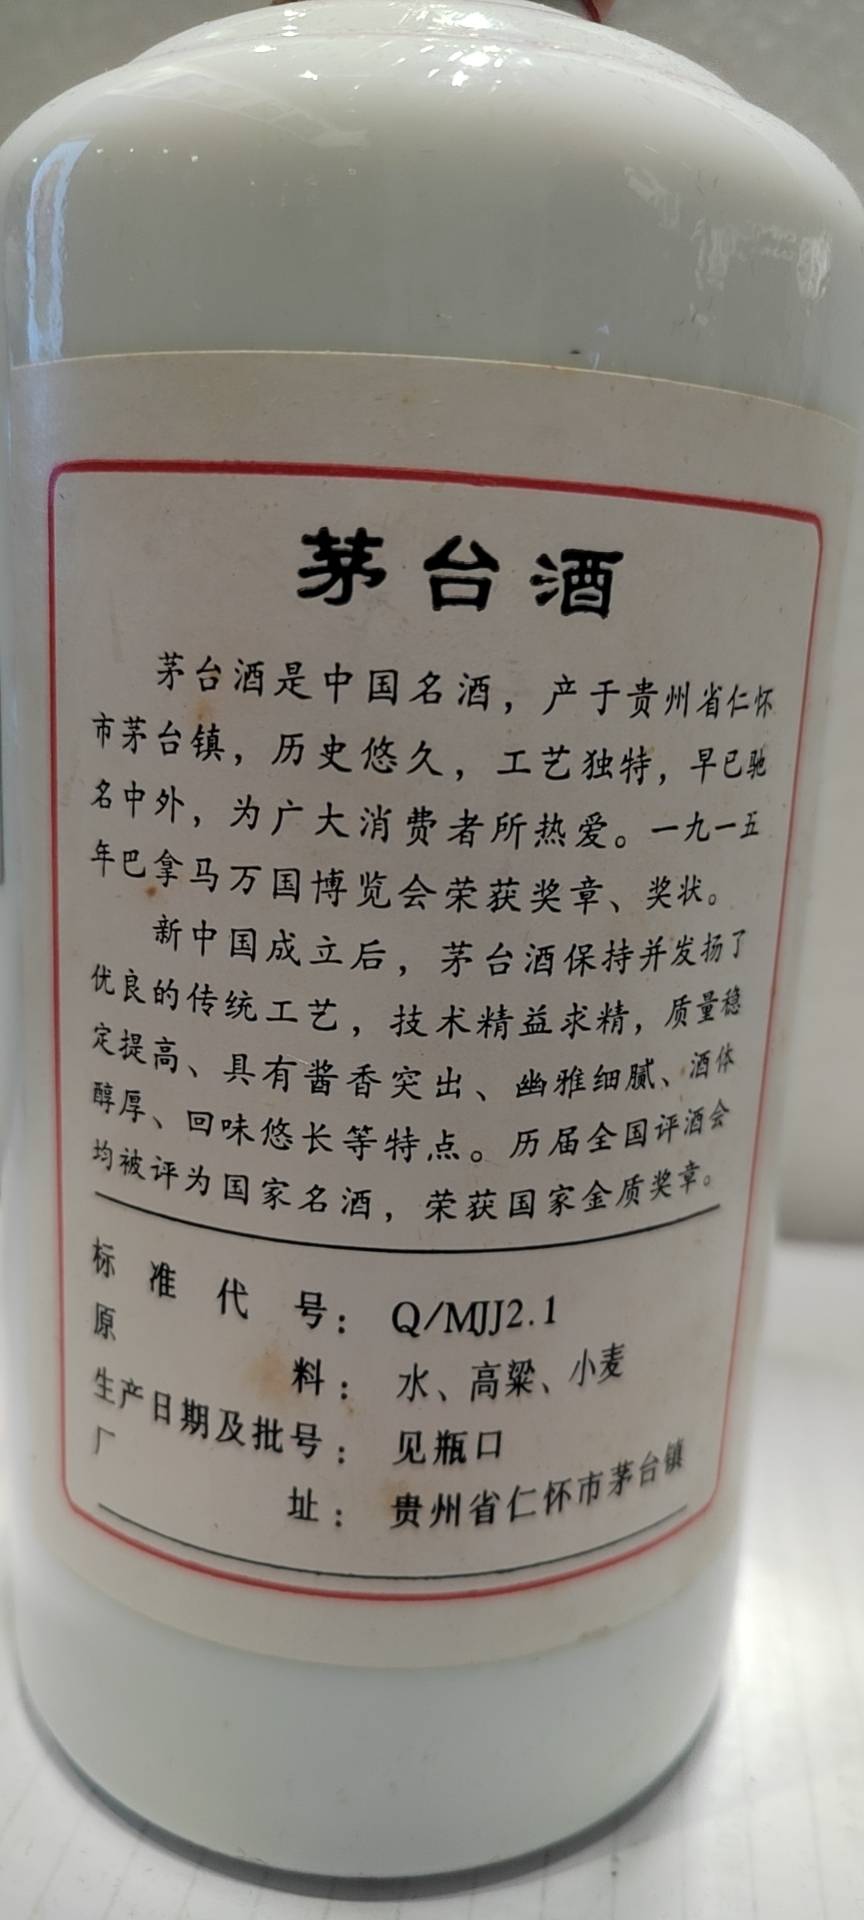 茅台酒
茅台酒是中国名酒，产于贵州省仁怀
市茅台镇，历史悠久，工艺独特，早已驰
名中外，为广大消费者所热爱。一九一五
年巴拿马万国博览会荣获奖章、奖状。
新中国成立后，茅台酒保持并发扬了
优良的传统工艺，技术精益求精，质量稳
定提高、具有酱香突出、幽雅细腻、酒体
醇厚、回味悠长等特点。历届全国评酒会
均被评为国家名酒，荣获国家金质奖章。
标准代号：Q/MJJ2.1
原料：水、高粱、小麦
生产日期及批号：见瓶口
厂址：贵州省仁怀市茅台镇